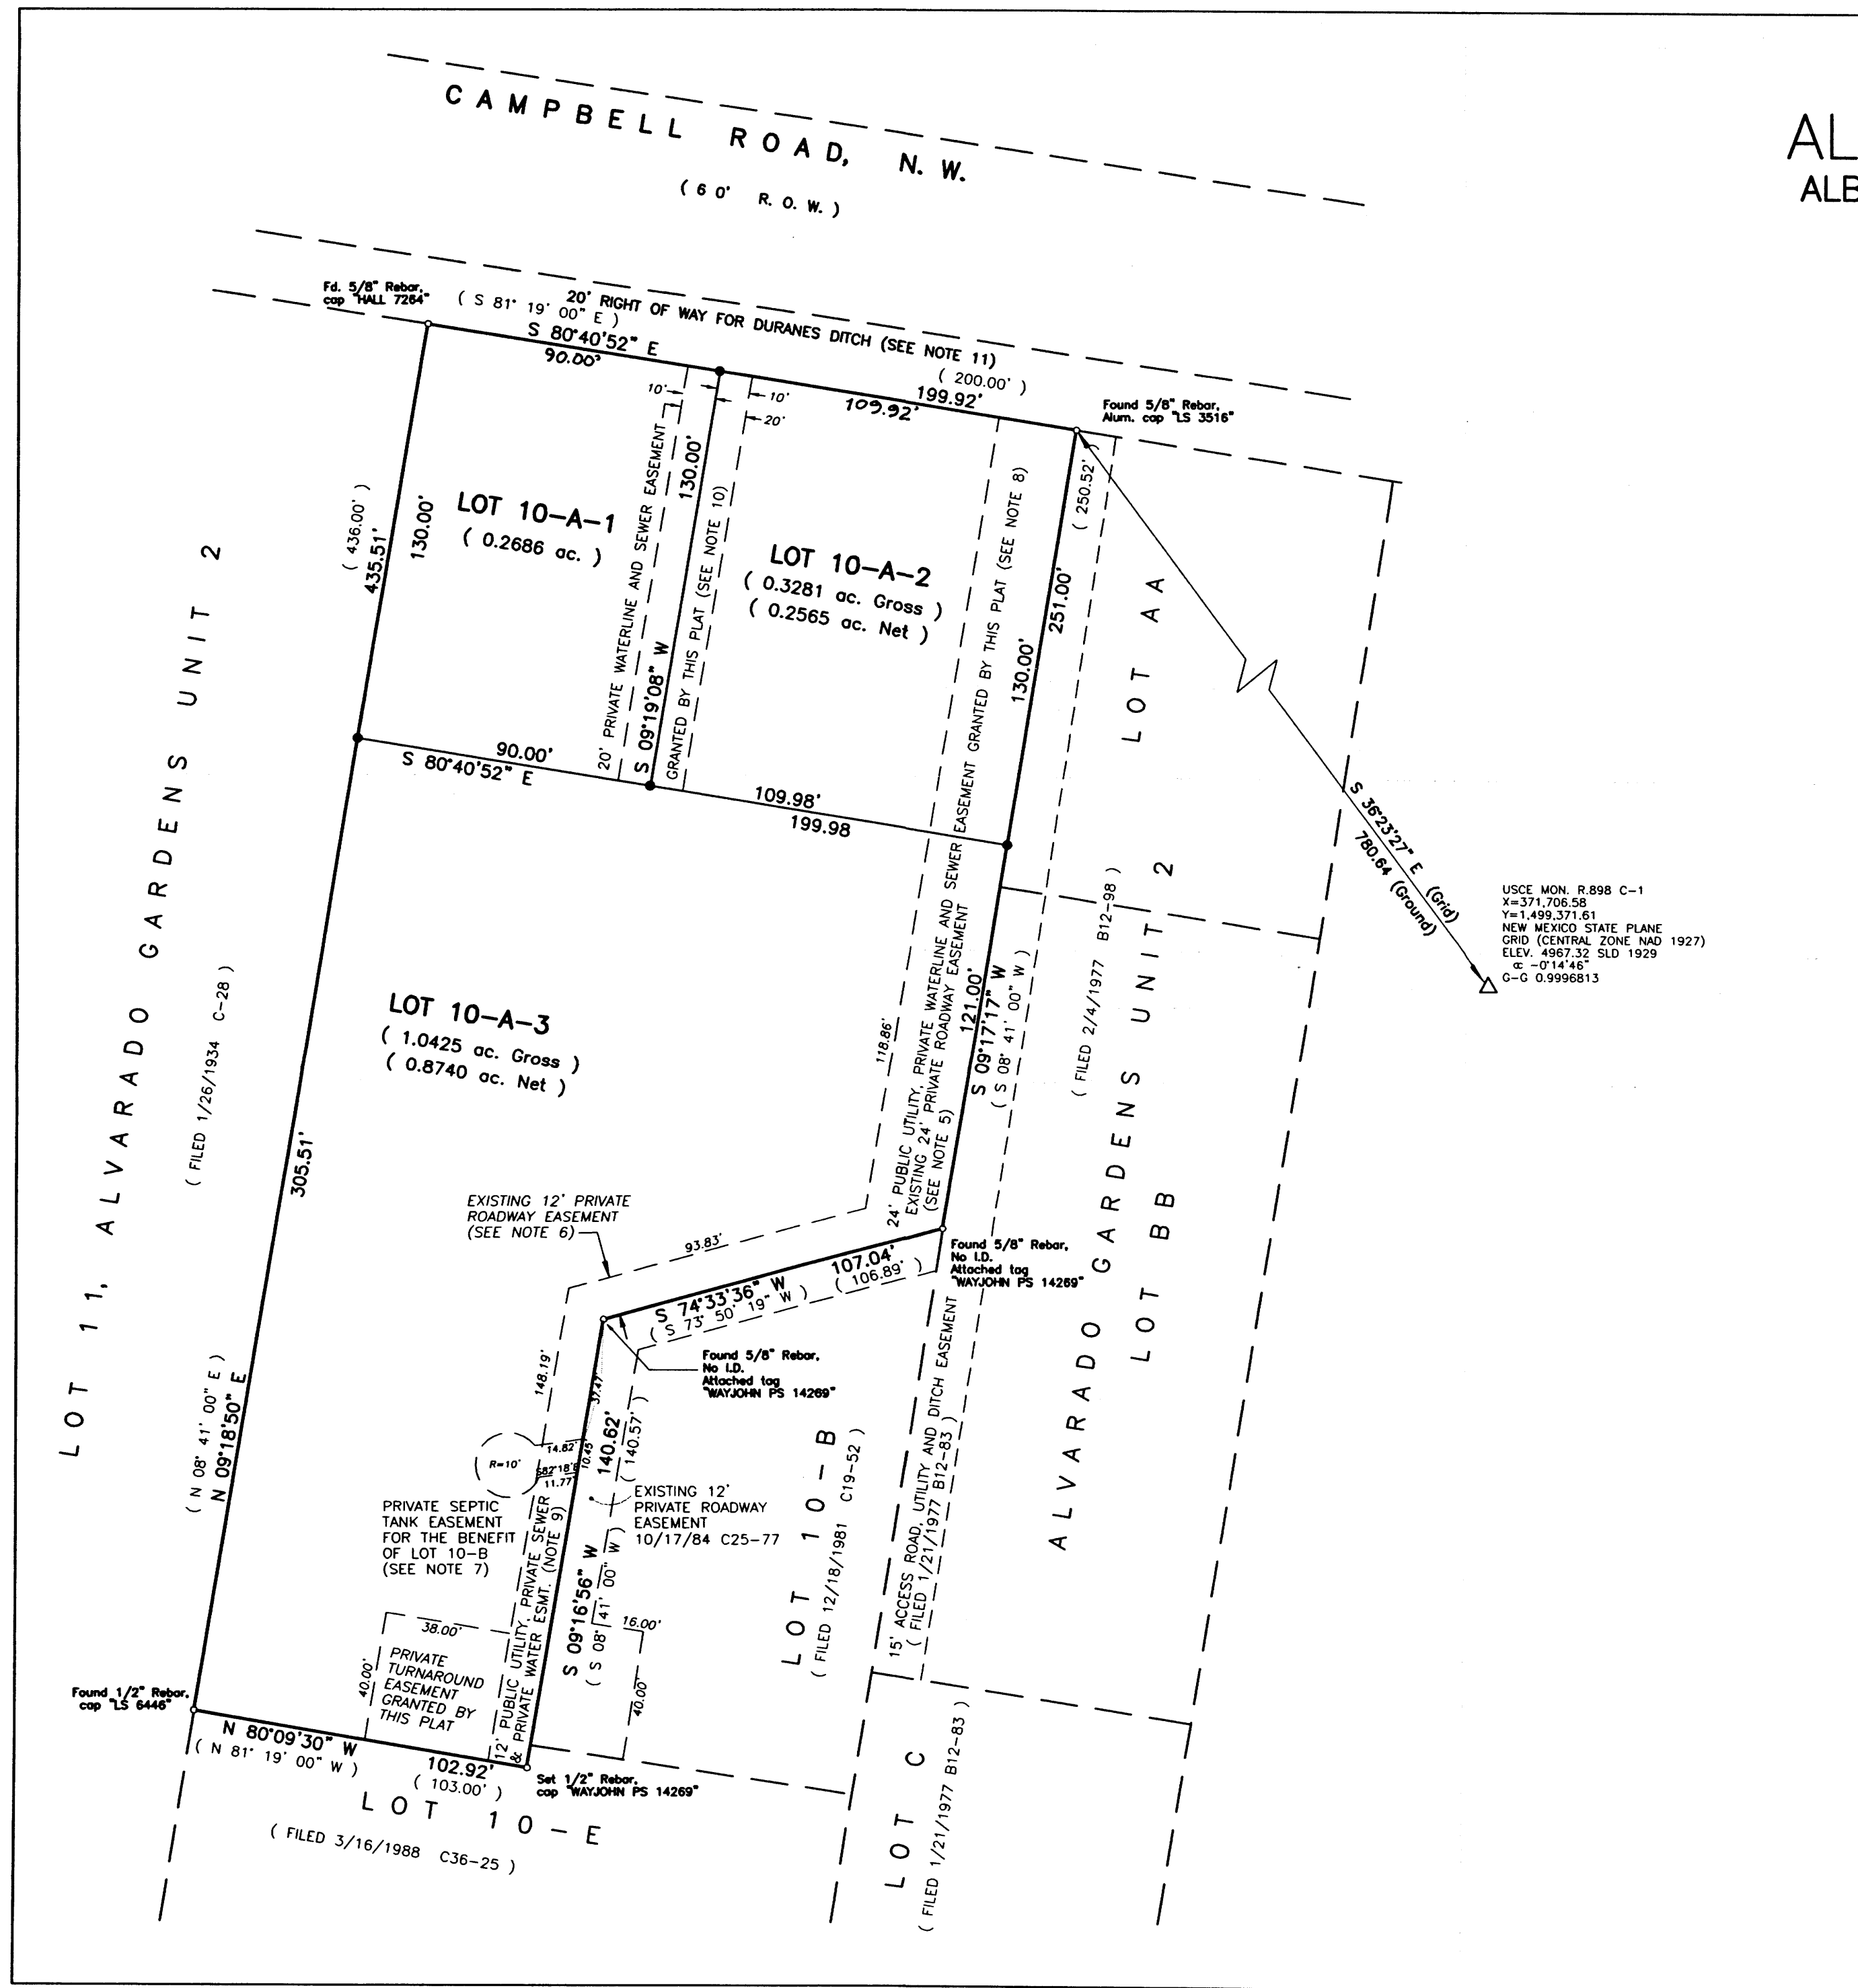 AL
ALB
CAMPBELL ROAD, N. W.
( 60' R. O. W. )
Fd. 5/8" Rebar,
cap "HALL 7264"
( S 81° 19' 00" E )
20' RIGHT OF WAY FOR DURANES DITCH (SEE NOTE 11)
S 80°40'52" E
90.00'
( 200.00' )
199.92'
109.92'
Found 5/8" Rebar,
Alum. cap "LS 3516"
10'
10'
20'
( 436.00' )
435.51'
130.00'
LOT 10-A-1
( 0.2686 ac. )
20' PRIVATE WATERLINE AND SEWER EASEMENT
GRANTED BY THIS PLAT (SEE NOTE 10)
130.00'
S 09°19'08" W
LOT 10-A-2
( 0.3281 ac. Gross )
( 0.2565 ac. Net )
( 250.52' )
251.00'
130.00'
LOT AA
90.00'
S 80°40'52" E
109.98'
199.98
S 36°23'27" E (Grid)
780.64 (Ground)
USCE MON. R.898 C-1
X=371,706.58
Y=1,499,371.61
NEW MEXICO STATE PLANE
GRID (CENTRAL ZONE NAD 1927)
ELEV. 4967.32 SLD 1929
α -0°14'46"
G-G 0.9996813
LOT 11, ALVARADO GARDENS UNIT 2
( FILED 1/26/1934 C-28 )
LOT 10-A-3
( 1.0425 ac. Gross )
( 0.8740 ac. Net )
305.51'
118.86'
24' PUBLIC UTILITY, PRIVATE WATERLINE AND SEWER EASEMENT GRANTED BY THIS PLAT (SEE NOTE 8)
EXISTING 24' PRIVATE ROADWAY EASEMENT
(SEE NOTE 5)
121.00'
S 09°17'17" W
( S 08° 41' 00" W )
( FILED 2/4/1977 B12-98 )
ALVARADO GARDENS UNIT 2
LOT BB
EXISTING 12' PRIVATE
ROADWAY EASEMENT
(SEE NOTE 6)
93.83'
107.04'
( 106.89' )
S 74°33'36" W
( S 73° 50' 19" W )
Found 5/8" Rebar,
No I.D.
Attached tag
"WAYJOHN PS 14269"
Found 5/8" Rebar,
No I.D.
Attached tag
"WAYJOHN PS 14269"
( N 08° 41' 00" E )
N 09°18'50" E
148.19'
37.47'
14.82'
10.45'
R=10'
11.77'
140.62'
( 140.57' )
PRIVATE SEPTIC
TANK EASEMENT
FOR THE BENEFIT
OF LOT 10-B
(SEE NOTE 7)
EXISTING 12'
PRIVATE ROADWAY
EASEMENT
10/17/84 C25-77
12' PUBLIC UTILITY, PRIVATE SEWER
& PRIVATE WATER ESMT. (NOTE 9)
S 09°16'56" W
( S 08° 41' 00" W )
LOT 10-B
( FILED 12/18/1981 C19-52 )
15' ACCESS ROAD, UTILITY AND DITCH EASEMENT
( FILED 1/21/1977 B12-83 )
38.00'
16.00'
40.00'
40.00'
PRIVATE
TURNAROUND
EASEMENT
GRANTED BY
THIS PLAT
Found 1/2" Rebar,
cap "LS 6446"
N 80°09'30" W
( N 81° 19' 00" W )
102.92'
( 103.00' )
Set 1/2" Rebar,
cap "WAYJOHN PS 14269"
LOT 10-E
( FILED 3/16/1988 C36-25 )
LOT C
( FILED 1/21/1977 B12-83 )